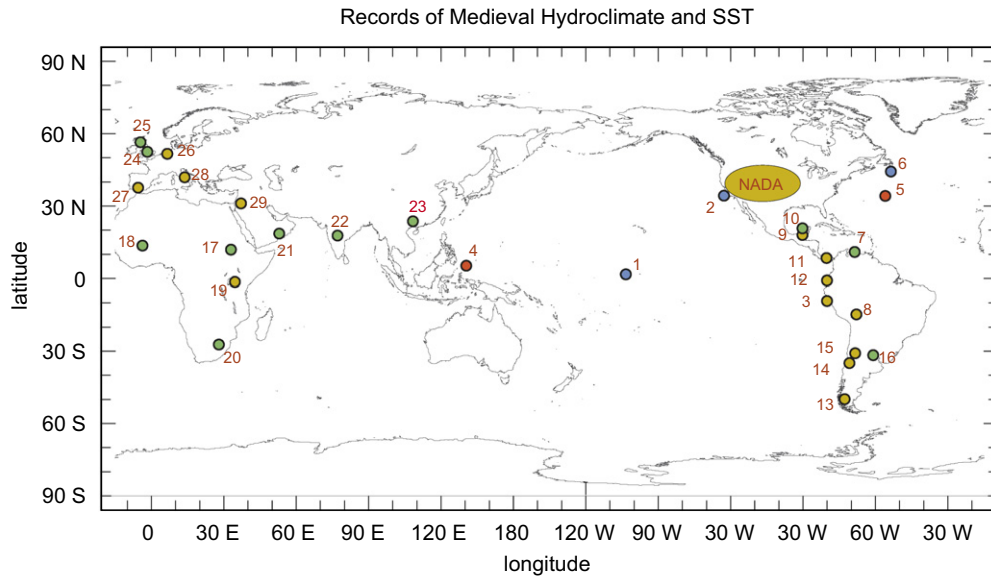 Records of Medieval Hydroclimate and SST
90 N
60 N
30 N
0
30 S
60 S
90 S
latitude
25
24
26
27
28
29
18
17
21
22
23
19
20
4
1
2
NADA
6
5
10
9
7
11
12
3
8
15
14
16
13
0 30 E 60 E 90 E 120 E 180 120 W 90 W 30 W 120 W 60 W 30 W
longitude